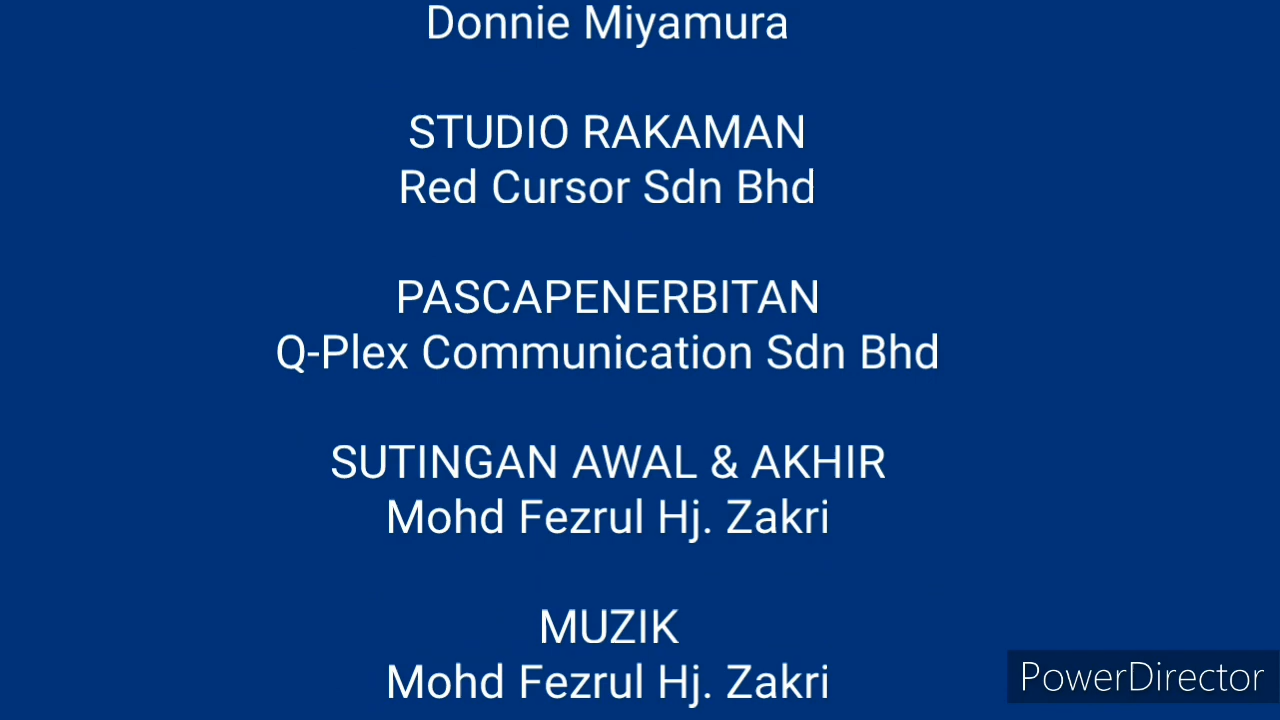 Donnie Miyamura
STUDIO RAKAMAN
Red Cursor Sdn Bhd
PASCAPENERBITAN
Q-Plex Communication Sdn Bhd
SUTINGAN AWAL & AKHIR
Mohd Fezrul Hj. Zakri
MUZIK
Mohd Fezrul Hj. Zakri
PowerDirector